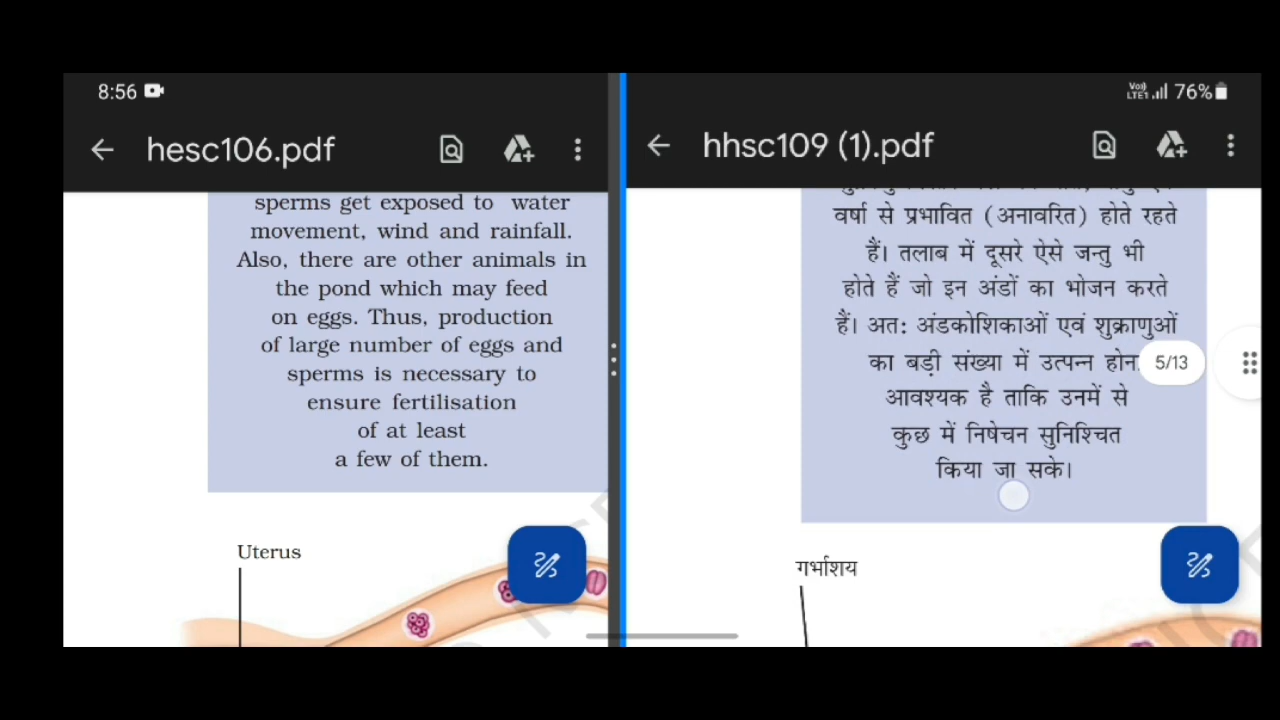 8:56
hesc106.pdf
sperms get exposed to water
movement, wind and rainfall.
Also, there are other animals in
the pond which may feed
on eggs. Thus, production
of large number of eggs and
sperms is necessary to
ensure fertilisation
of at least
a few of them.
Uterus
Vo)) LTE1 76%
hhsc109 (1).pdf
वर्षा से प्रभावित (अनावरित) होते रहते
हैं। तलाब में दूसरे ऐसे जन्तु भी
होते हैं जो इन अंडों का भोजन करते
हैं। अत: अंडकोशिकाओं एवं शुक्राणुओं
का बड़ी संख्या में उत्पन्न
5/13
आवश्यक है ताकि उनमें से
कुछ में निषेचन सुनिश्चित
किया जा सके।
गर्भाशय